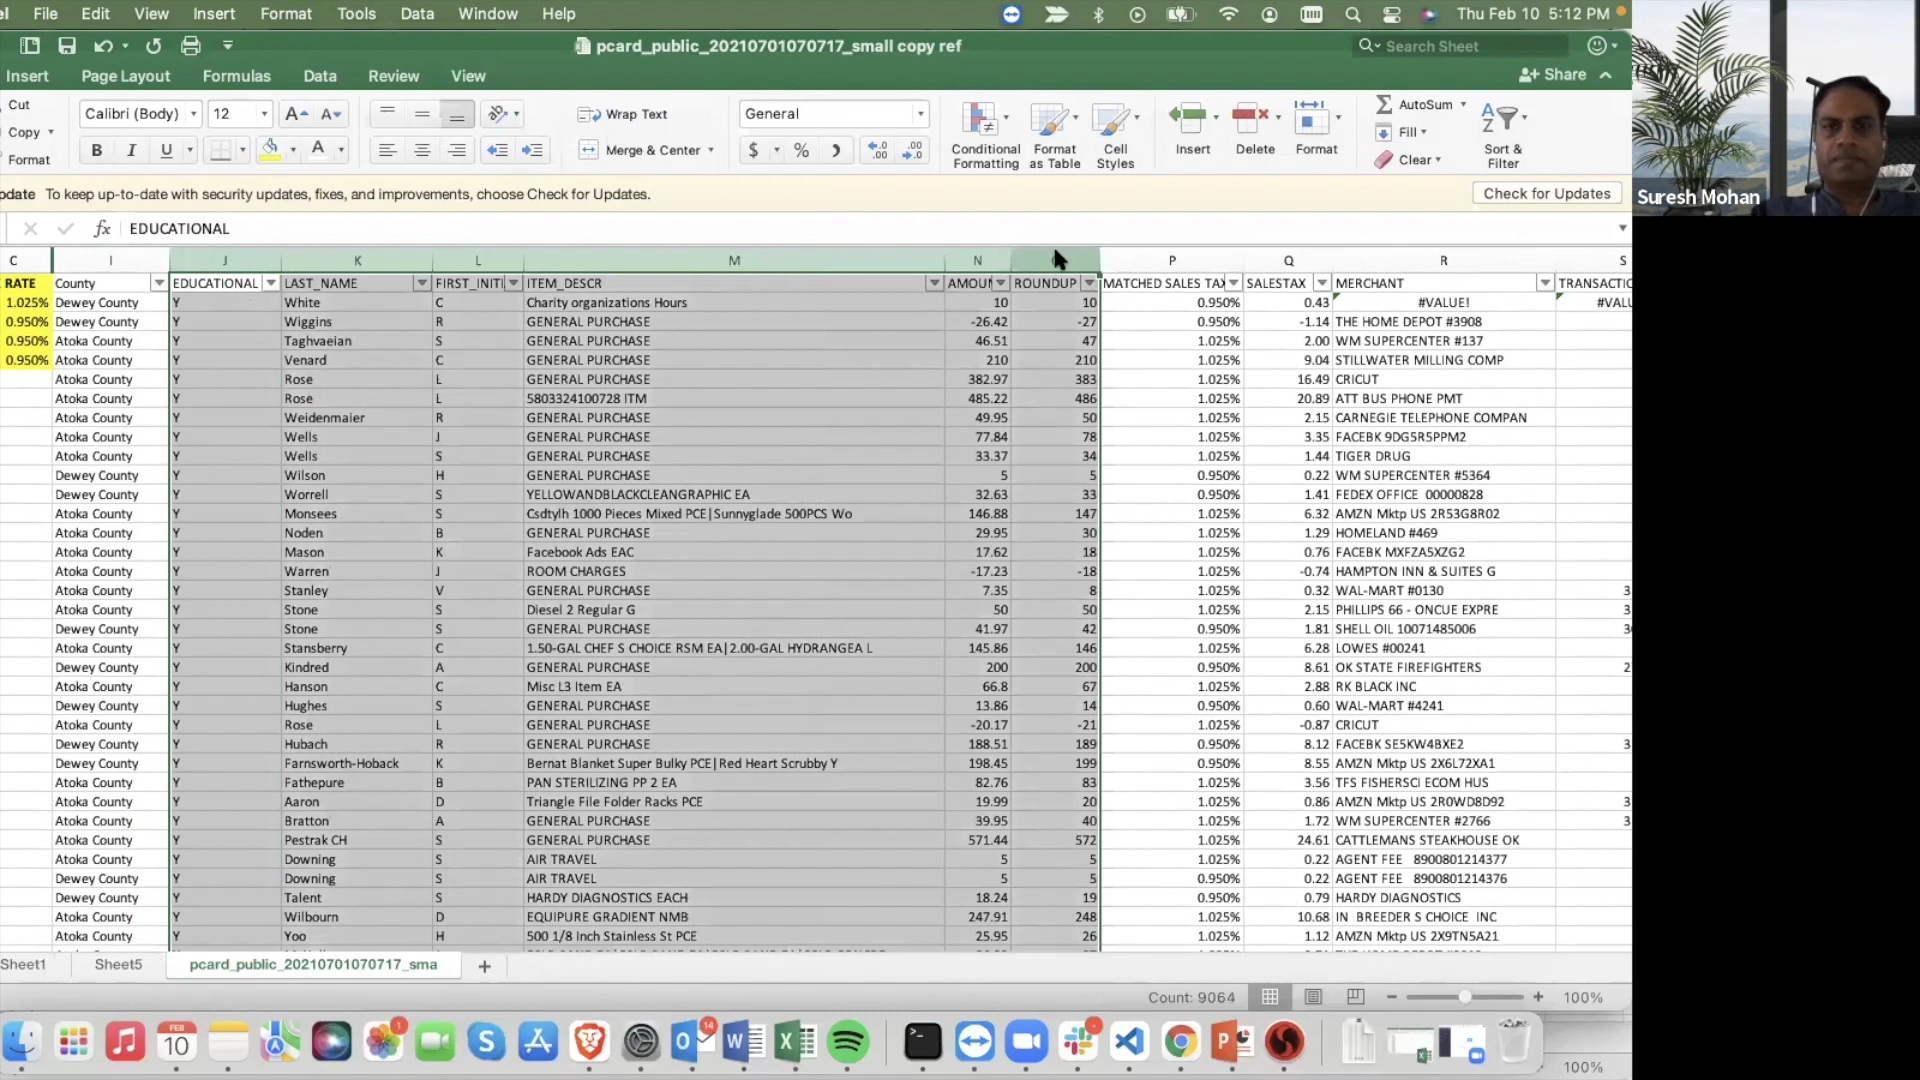 File Edit View Insert Format Tools Data Window Help Thu Feb 10 5:12 PM
pcard_public_20210701070717_small copy ref Search Sheet
Insert Page Layout Formulas Data Review View Share
Cut Calibri (Body) 12 Wrap Text General AutoSum
Copy Fill
Format Merge & Center Conditional Formatting Format as Table Cell Styles Insert Delete Format Clear Sort & Filter
To keep up-to-date with security updates, fixes, and improvements, choose Check for Updates. Check for Updates
Suresh Mohan
fx EDUCATIONAL
C I J K L M N P Q R S
RATE County EDUCATIONAL LAST_NAME ITEM_DESCR ROUNDUP SALESTAX MERCHANT
1.025% Dewey County Y White C Charity organizations Hours 10 10 0.950% 0.43 #VALUE!
0.950% Dewey County Y Wiggins R GENERAL PURCHASE -26.42 -27 0.950% -1.14 THE HOME DEPOT #3908
0.950% Atoka County Y Taghvaeian S GENERAL PURCHASE 46.51 47 1.025% 2.00 WM SUPERCENTER #137
0.950% Atoka County Y Venard C GENERAL PURCHASE 210 210 1.025% 9.04 STILLWATER MILLING COMP
Atoka County Y Rose L GENERAL PURCHASE 382.97 383 1.025% 16.49 CRICUT
Atoka County Y Rose L 5803324100728 ITM 485.22 486 1.025% 20.89 ATT BUS PHONE PMT
Atoka County Y Weidenmaier R GENERAL PURCHASE 49.95 50 1.025% 2.15 CARNEGIE TELEPHONE COMPAN
Atoka County Y Wells J GENERAL PURCHASE 77.84 78 1.025% 3.35 FACEBK 9DG5R5PPM2
Atoka County Y Wells S GENERAL PURCHASE 33.37 34 1.025% 1.44 TIGER DRUG
Dewey County Y Wilson H GENERAL PURCHASE 5 5 0.950% 0.22 WM SUPERCENTER #5364
Dewey County Y Worrell S YELLOWANDBLACKCLEANGRAPHIC EA 32.63 33 0.950% 1.41 FEDEX OFFICE 00000828
Atoka County Y Monsees S Csdtylh 1000 Pieces Mixed PCE|Sunnyglade 500PCS Wo 146.88 147 1.025% 6.32 AMZN Mktp US 2R53G8R02
Atoka County Y Noden B GENERAL PURCHASE 29.95 30 1.025% 1.29 HOMELAND #469
Atoka County Y Mason K Facebook Ads EAC 17.62 18 1.025% 0.76 FACEBK MXFZA5XZG2
Atoka County Y Warren J ROOM CHARGES -17.23 -18 1.025% -0.74 HAMPTON INN & SUITES G
Atoka County Y Stanley V GENERAL PURCHASE 7.35 8 1.025% 0.32 WAL-MART #0130
Atoka County Y Stone S Diesel 2 Regular G 50 50 1.025% 2.15 PHILLIPS 66 - ONCUE EXPRE
Dewey County Y Stone S GENERAL PURCHASE 41.97 42 0.950% 1.81 SHELL OIL 10071485006
Atoka County Y Stansberry C 1.50-GAL CHEF S CHOICE RSM EA|2.00-GAL HYDRANGEA L 145.86 146 1.025% 6.28 LOWES #00241
Dewey County Y Kindred A GENERAL PURCHASE 200 200 0.950% 8.61 OK STATE FIREFIGHTERS
Atoka County Y Hanson C Misc L3 Item EA 66.8 67 1.025% 2.88 RK BLACK INC
Dewey County Y Hughes S GENERAL PURCHASE 13.86 14 0.950% 0.60 WAL-MART #4241
Atoka County Y Rose L GENERAL PURCHASE -20.17 -21 1.025% -0.87 CRICUT
Dewey County Y Hubach R GENERAL PURCHASE 188.51 189 0.950% 8.12 FACEBK SE5KW4BXE2
Dewey County Y Farnsworth-Hoback K Bernat Blanket Super Bulky PCE|Red Heart Scrubby Y 198.45 199 0.950% 8.55 AMZN Mktp US 2X6L72XA1
Atoka County Y Fathepure B PAN STERILIZING PP 2 EA 82.76 83 1.025% 3.56 TFS FISHERSCI ECOM HUS
Atoka County Y Aaron D Triangle File Folder Racks PCE 19.99 20 1.025% 0.86 AMZN Mktp US 2R0WD8D92
Atoka County Y Bratton A GENERAL PURCHASE 39.95 40 1.025% 1.72 WM SUPERCENTER #2766
Atoka County Y Pestrak CH S GENERAL PURCHASE 571.44 572 1.025% 24.61 CATTLEMANS STEAKHOUSE OK
Atoka County Y Downing S AIR TRAVEL 5 5 1.025% 0.22 AGENT FEE 8900801214377
Dewey County Y Downing S AIR TRAVEL 5 5 0.950% 0.22 AGENT FEE 8900801214376
Dewey County Y Talent S HARDY DIAGNOSTICS EACH 18.24 19 0.950% 0.79 HARDY DIAGNOSTICS
Atoka County Y Wilbourn D EQUIPURE GRADIENT NMB 247.91 248 1.025% 10.68 IN BREEDER S CHOICE INC
Atoka County Y Yoo H 500 1/8 Inch Stainless St PCE 25.95 26 1.025% 1.12 AMZN Mktp US 2X9TN5A21
Sheet1 Sheet5 pcard_public_20210701070717_sma
Count: 9064 100%
FEB 10 1 14
100%